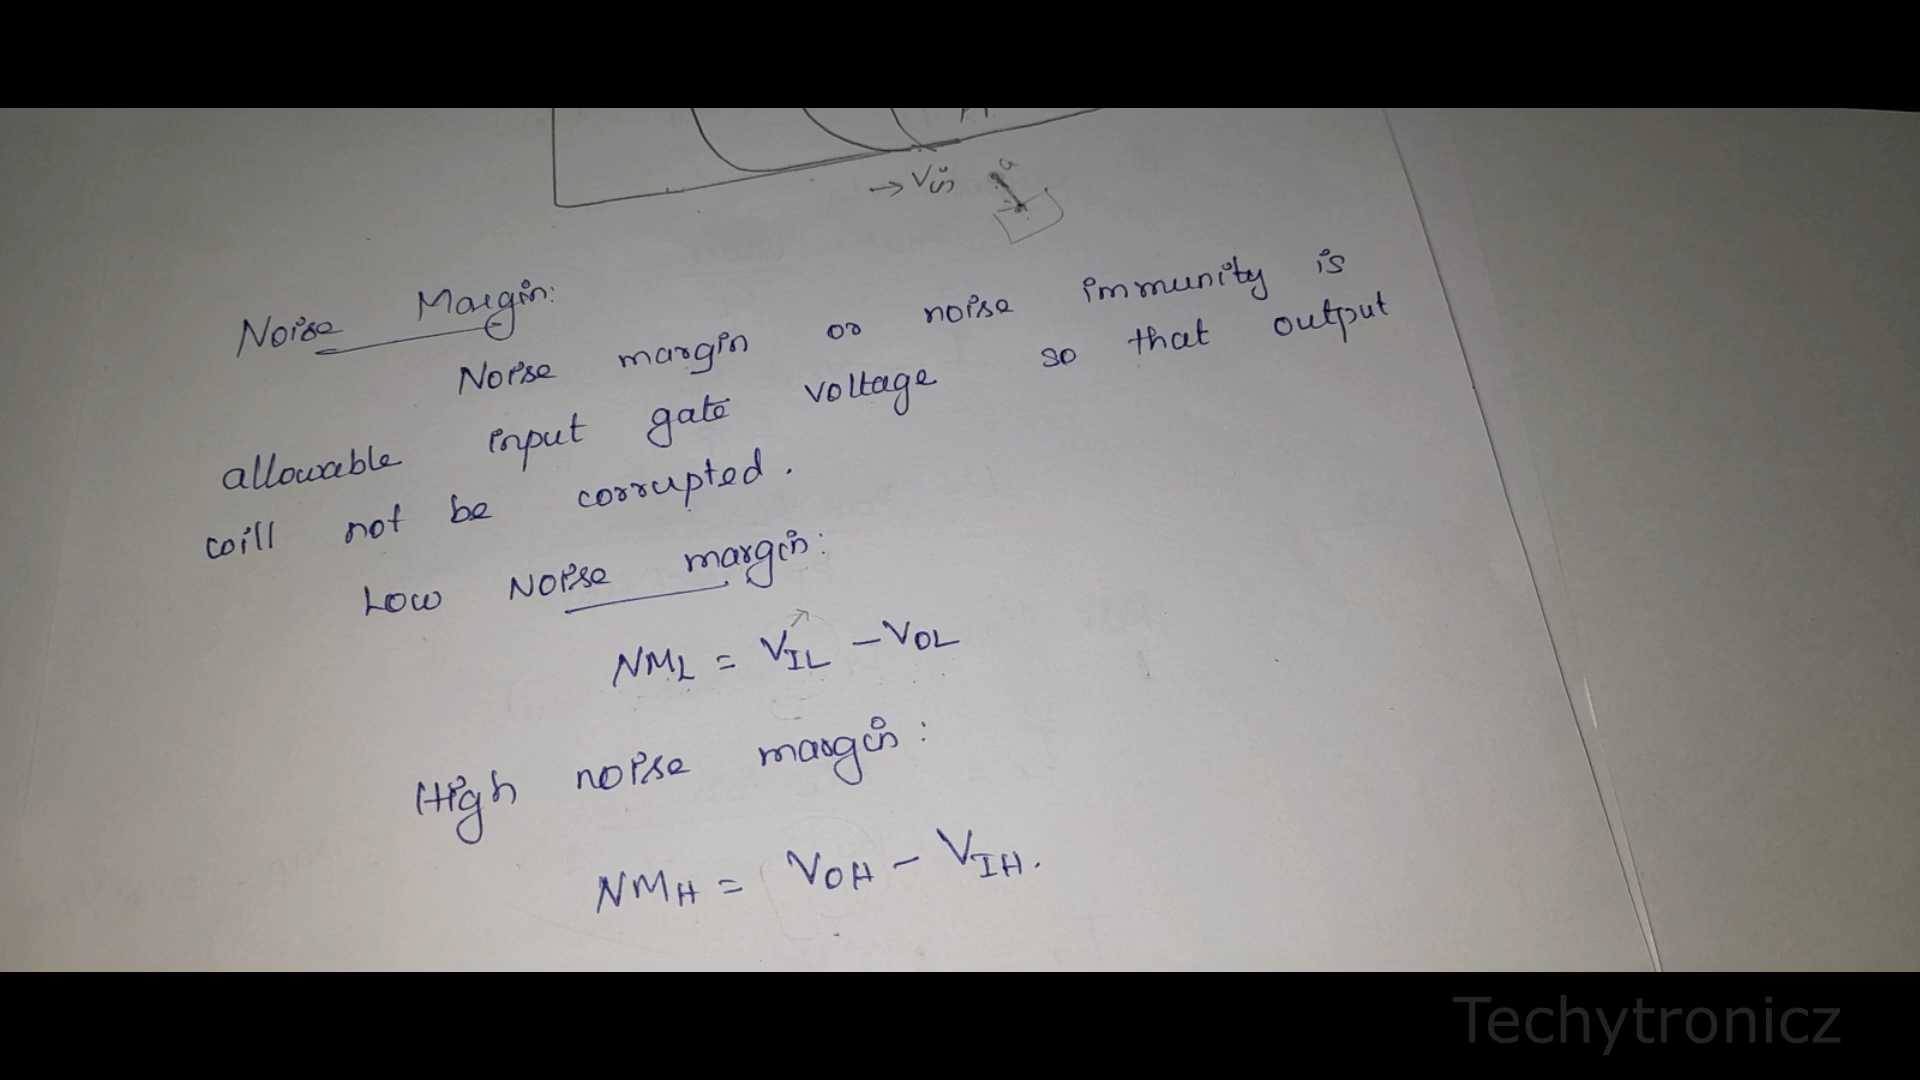 → Vin
Noise Margin:
Noise margin or noise immunity is
allowable input gate voltage so that output
will not be corrupted.
Low Noise margin:
NML = VIL - VOL
High noise margin:
NMH = VOH - VIH.
Techytronicz